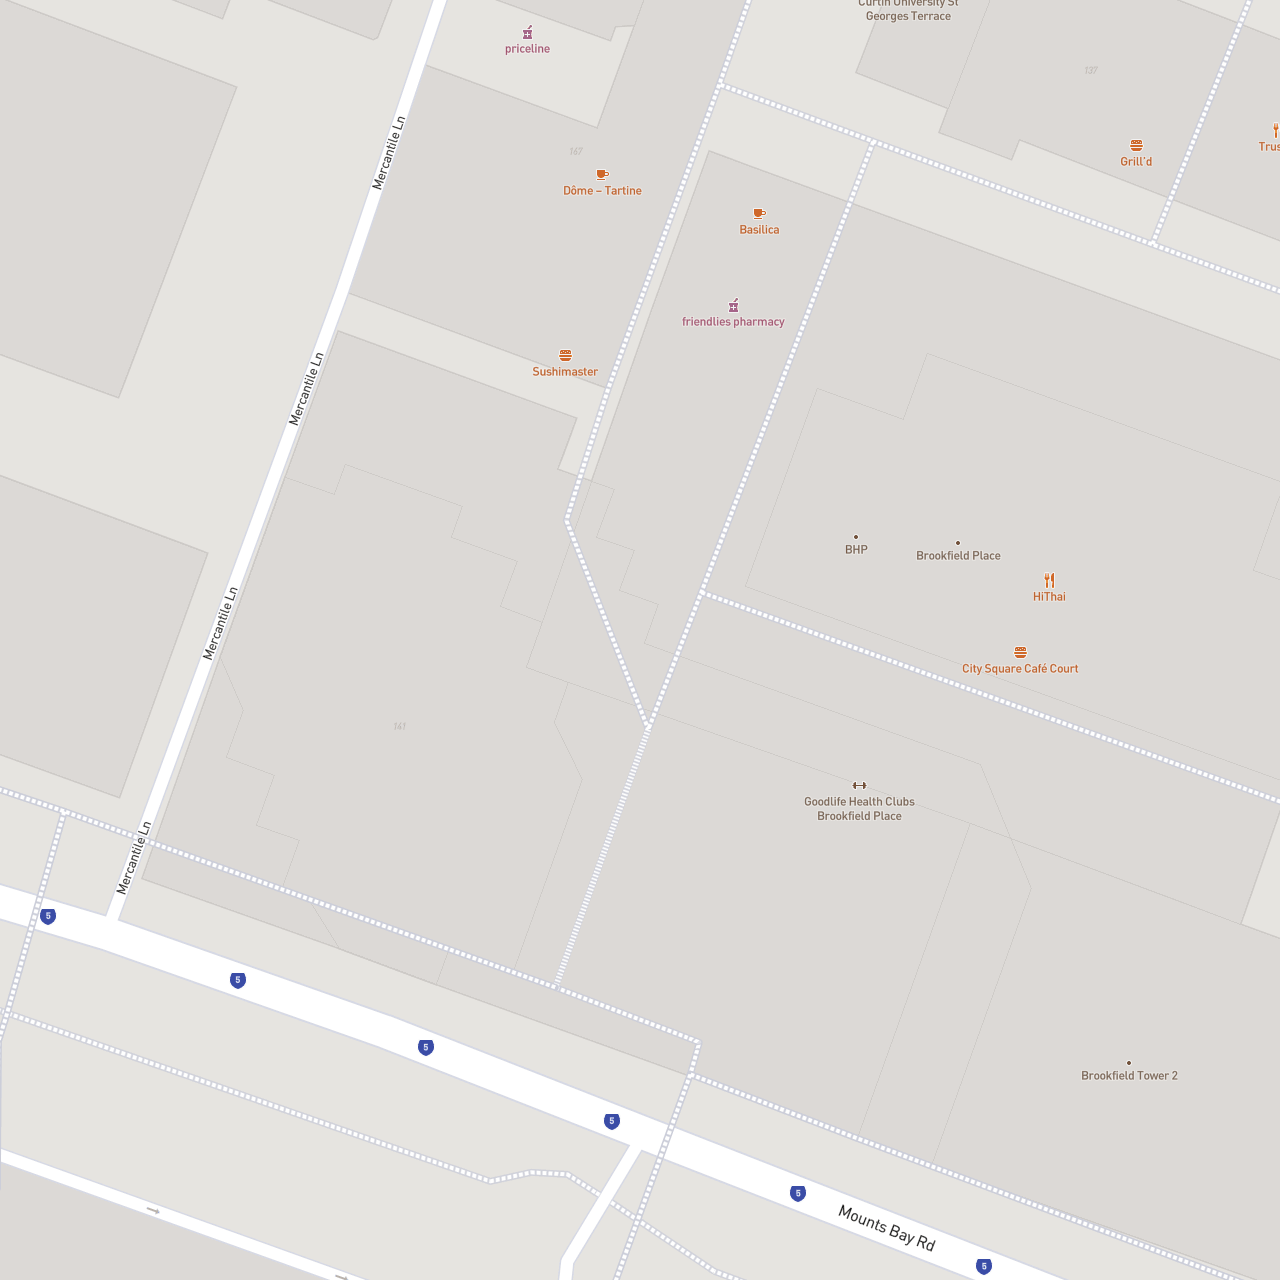 Curtin University St
Georges Terrace
priceline
137
Mercantile Ln
167
Grill'd
Trus
Dôme – Tartine
Basilica
friendlies pharmacy
Sushimaster
Mercantile Ln
BHP
Brookfield Place
HiThai
Mercantile Ln
City Square Café Court
141
Goodlife Health Clubs
Brookfield Place
Mercantile Ln
5
5
5
Brookfield Tower 2
5
5
Mounts Bay Rd
5